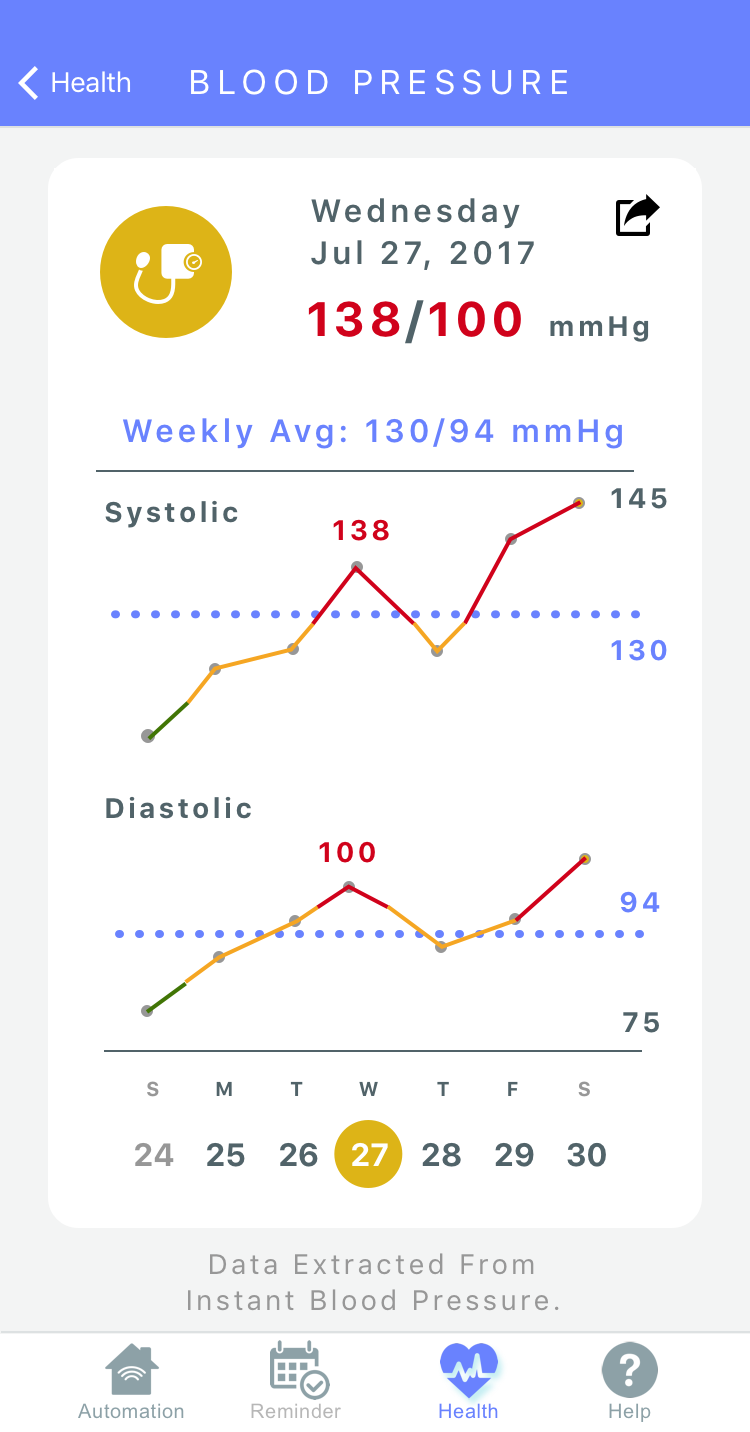 Health BLOOD PRESSURE
Wednesday
Jul 27, 2017
138/100 mmHg
Weekly Avg: 130/94 mmHg
Systolic
145
138
130
Diastolic
100
94
75
S M T W T F S
24 25 26 27 28 29 30
Data Extracted From
Instant Blood Pressure.
?
Automation Reminder Health Help